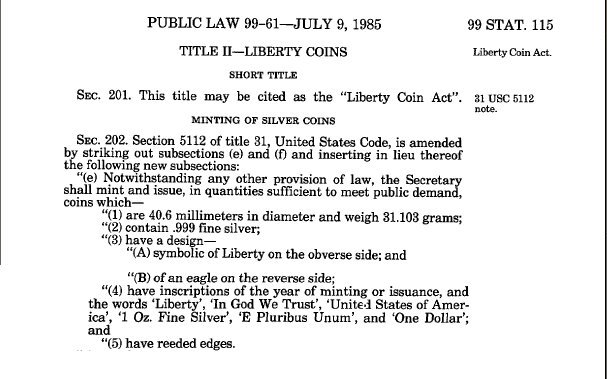 PUBLIC LAW 99-61—JULY 9, 1985
99 STAT. 115
TITLE II—LIBERTY COINS
Liberty Coin Act.
SHORT TITLE
SEC. 201. This title may be cited as the "Liberty Coin Act".
31 USC 5112
note.
MINTING OF SILVER COINS
SEC. 202. Section 5112 of title 31, United States Code, is amended
by striking out subsections (e) and (f) and inserting in lieu thereof
the following new subsections:
"(e) Notwithstanding any other provision of law, the Secretary
shall mint and issue, in quantities sufficient to meet public demand,
coins which—
"(1) are 40.6 millimeters in diameter and weigh 31.103 grams;
"(2) contain .999 fine silver;
"(3) have a design—
"(A) symbolic of Liberty on the obverse side; and
"(B) of an eagle on the reverse side;
"(4) have inscriptions of the year of minting or issuance, and
the words 'Liberty', 'In God We Trust', 'United States of Amer-
ica', '1 Oz. Fine Silver', 'E Pluribus Unum', and 'One Dollar';
and
"(5) have reeded edges.